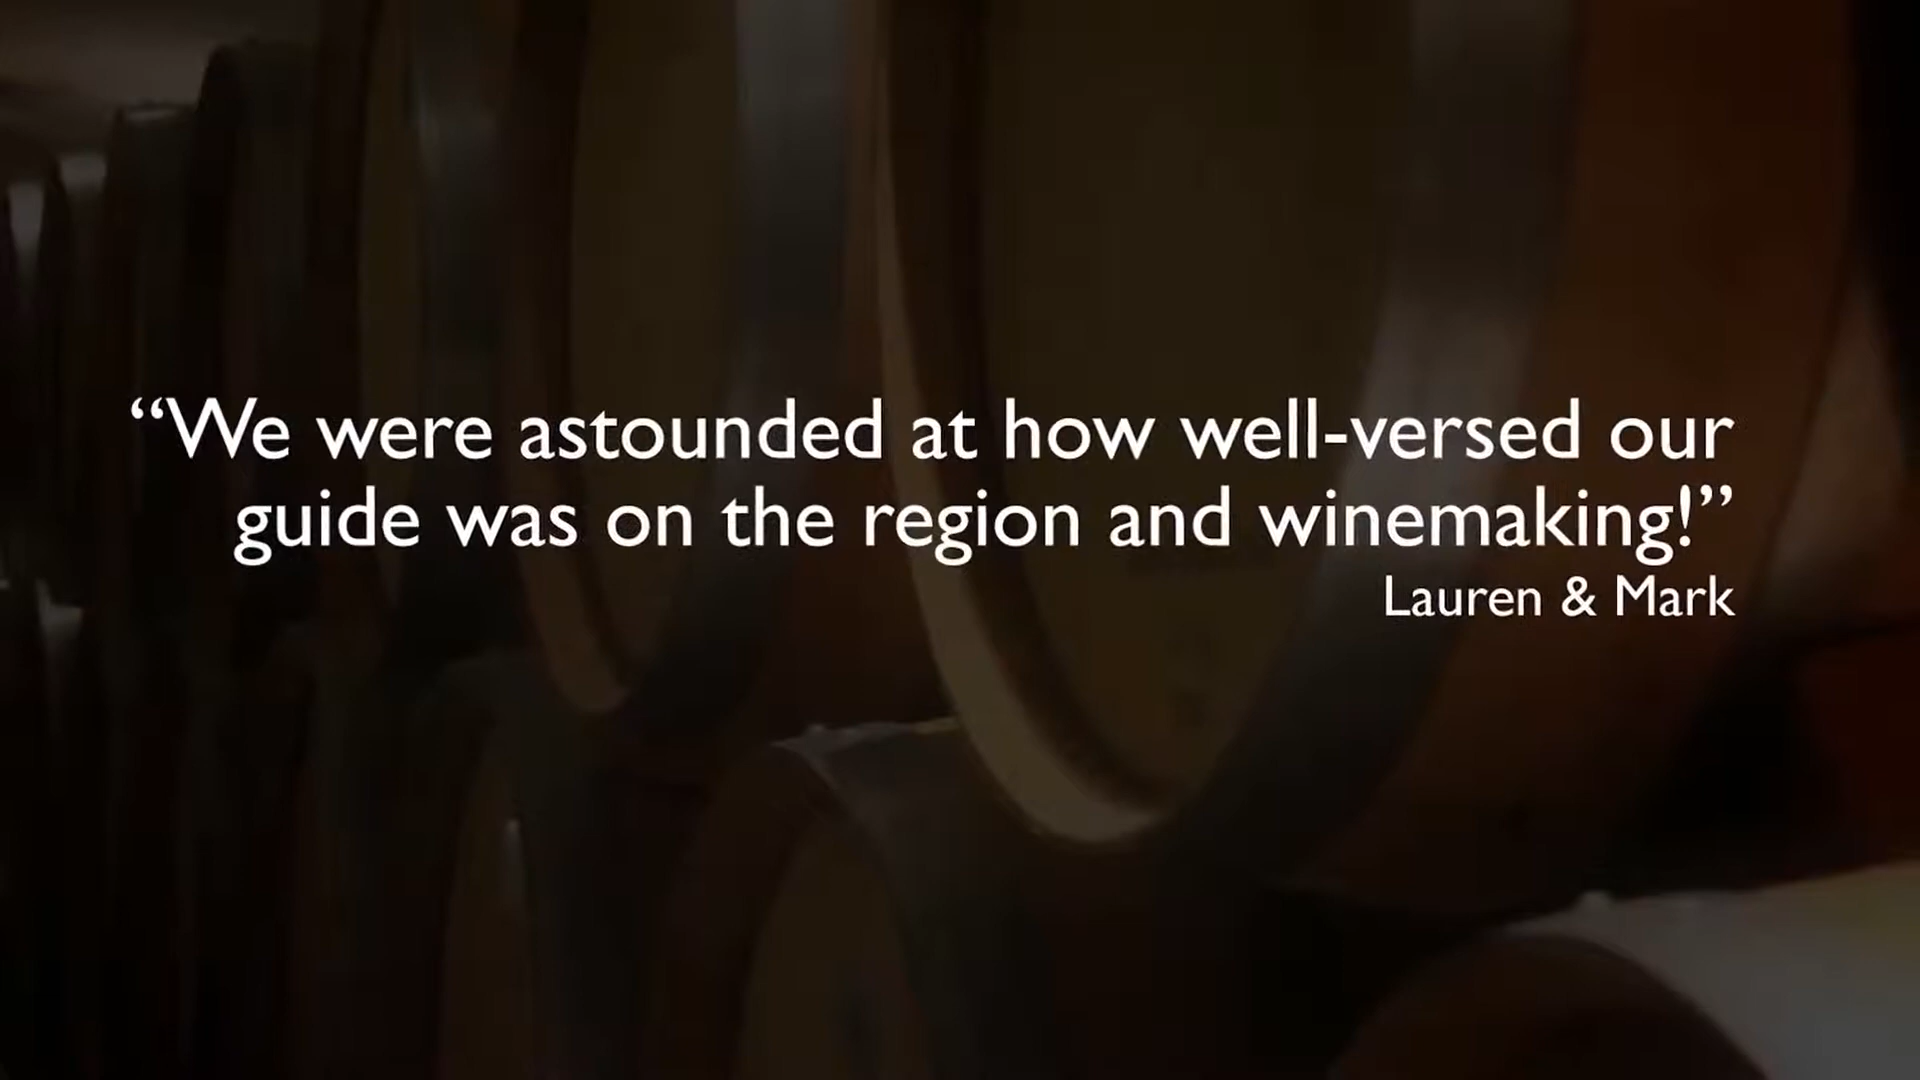 “We were astounded at how well-versed our
guide was on the region and winemaking!”
Lauren & Mark